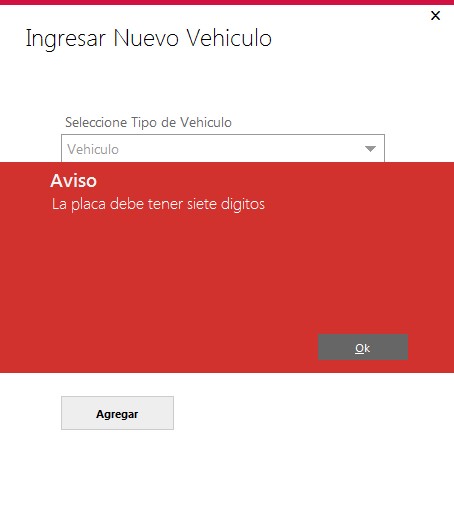 Ingresar Nuevo Vehiculo
Seleccione Tipo de Vehiculo
Vehiculo
Aviso
La placa debe tener siete digitos
Ok
Agregar